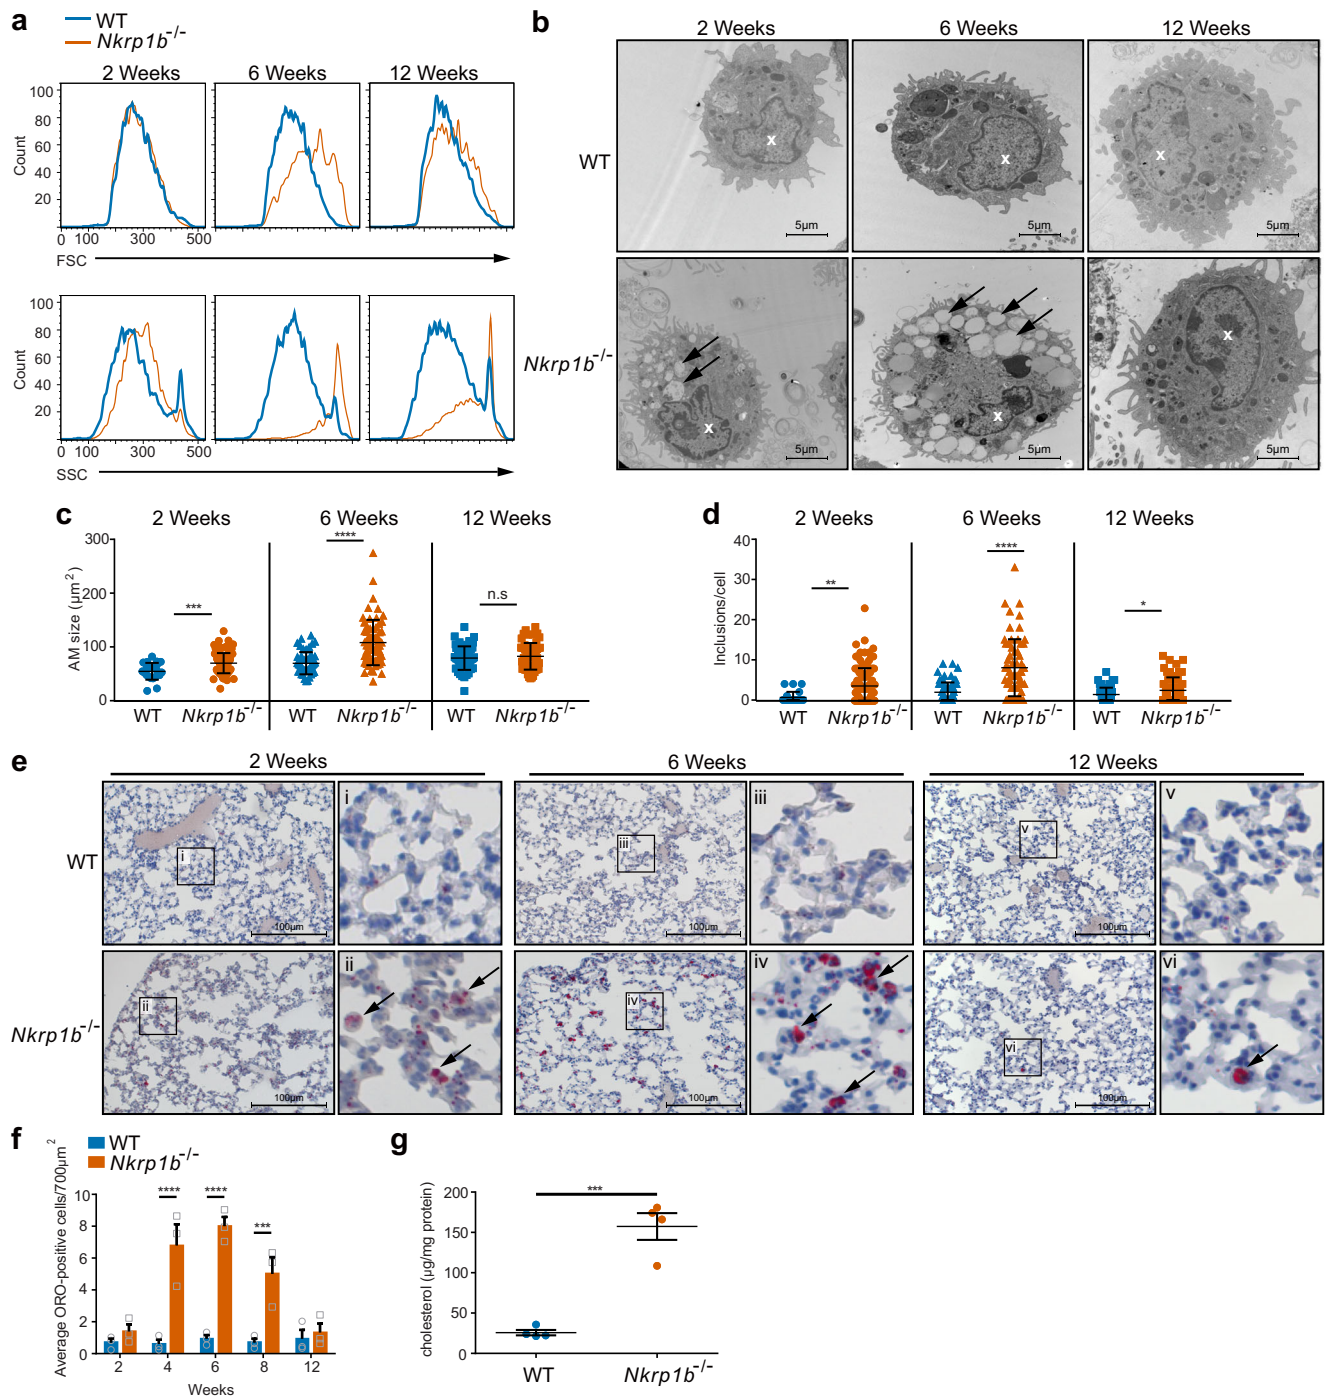 a
WT
Nkrp1b-/-
2 Weeks 6 Weeks 12 Weeks
Count
100
80
60
40
20
0 100 300 500
FSC
Count
100
80
60
40
20
0 100 300 500
SSC
b
2 Weeks 6 Weeks 12 Weeks
WT
x x x
5µm 5µm 5µm
Nkrp1b-/-
x x x
5µm 5µm 5µm
c
2 Weeks 6 Weeks 12 Weeks
AM size (µm2)
300
200
100
0
*** **** n.s
WT Nkrp1b-/- WT Nkrp1b-/- WT Nkrp1b-/-
d
2 Weeks 6 Weeks 12 Weeks
Inclusions/cell
40
30
20
10
0
** **** *
WT Nkrp1b-/- WT Nkrp1b-/- WT Nkrp1b-/-
e
2 Weeks 6 Weeks 12 Weeks
WT
i i iii iii v v
100µm 100µm 100µm
Nkrp1b-/-
ii ii iv iv vi vi
100µm 100µm 100µm
f
WT
Nkrp1b-/-
Average ORO-positive cells/700µm2
10
8
6
4
2
0
**** **** ***
2 4 6 8 12
Weeks
g
cholesterol (µg/mg protein)
200
150
100
50
0
***
WT Nkrp1b-/-